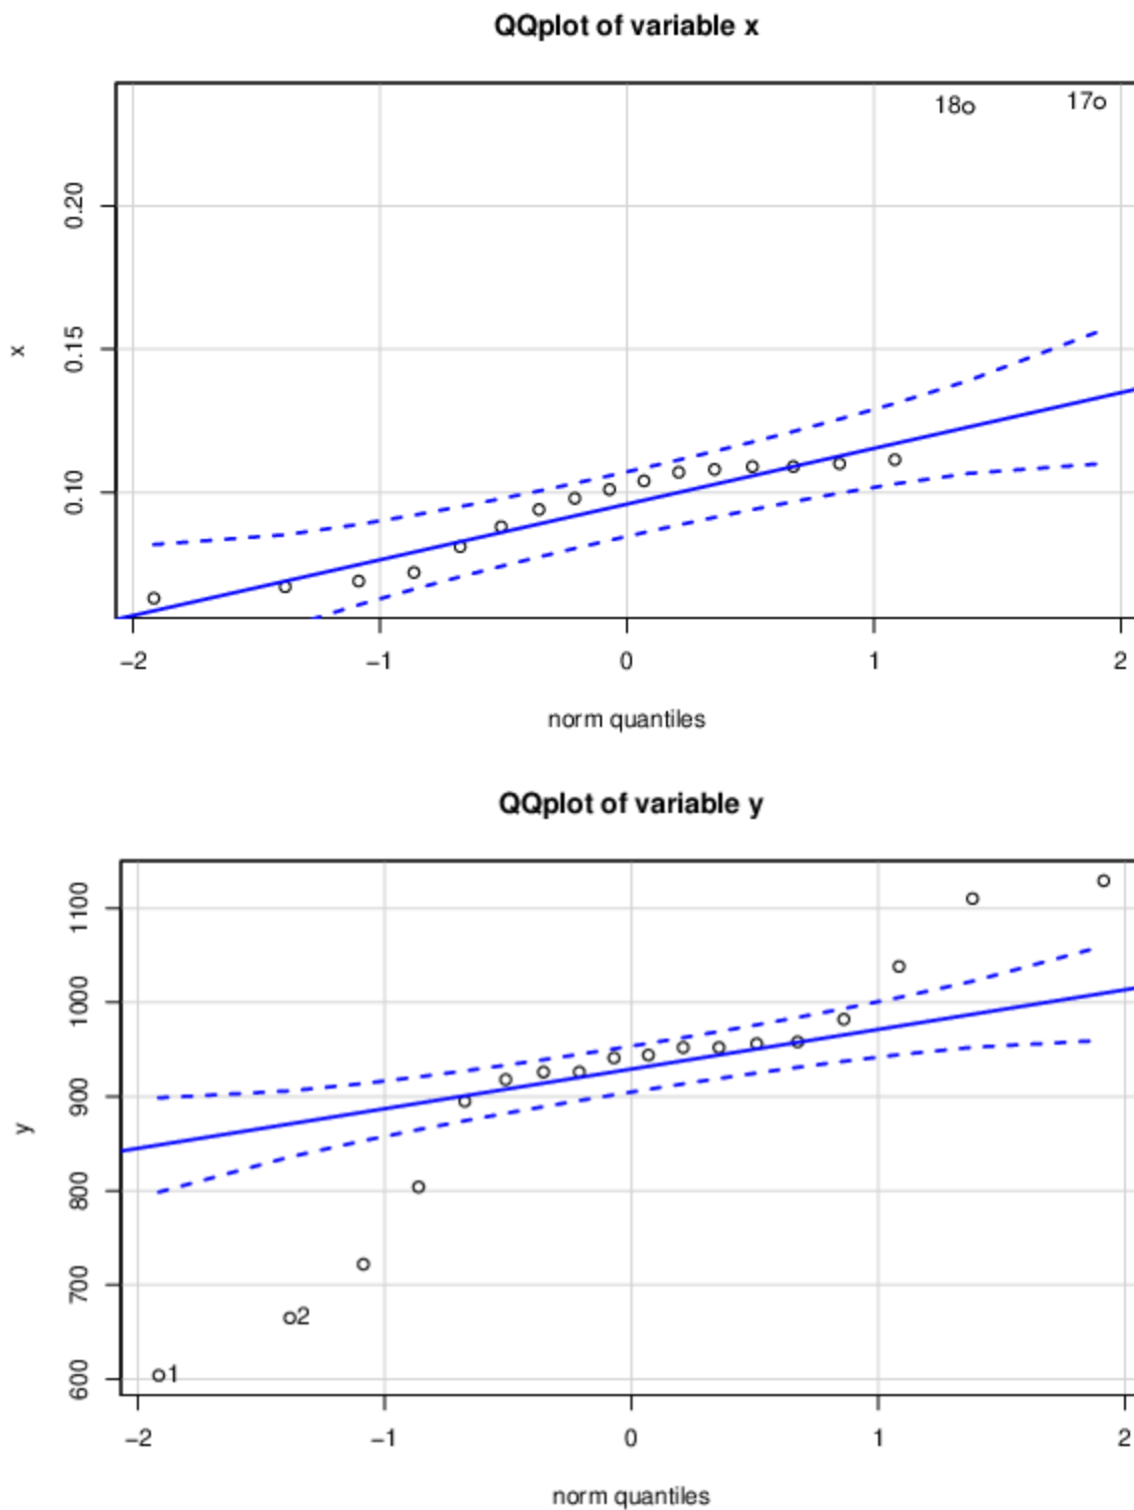 QQplot of variable x
18 17
0.20
0.15
0.10
x
−2 −1 0 1 2
norm quantiles
QQplot of variable y
1100
1000
900
800
700
600
y
2
1
−2 −1 0 1 2
norm quantiles